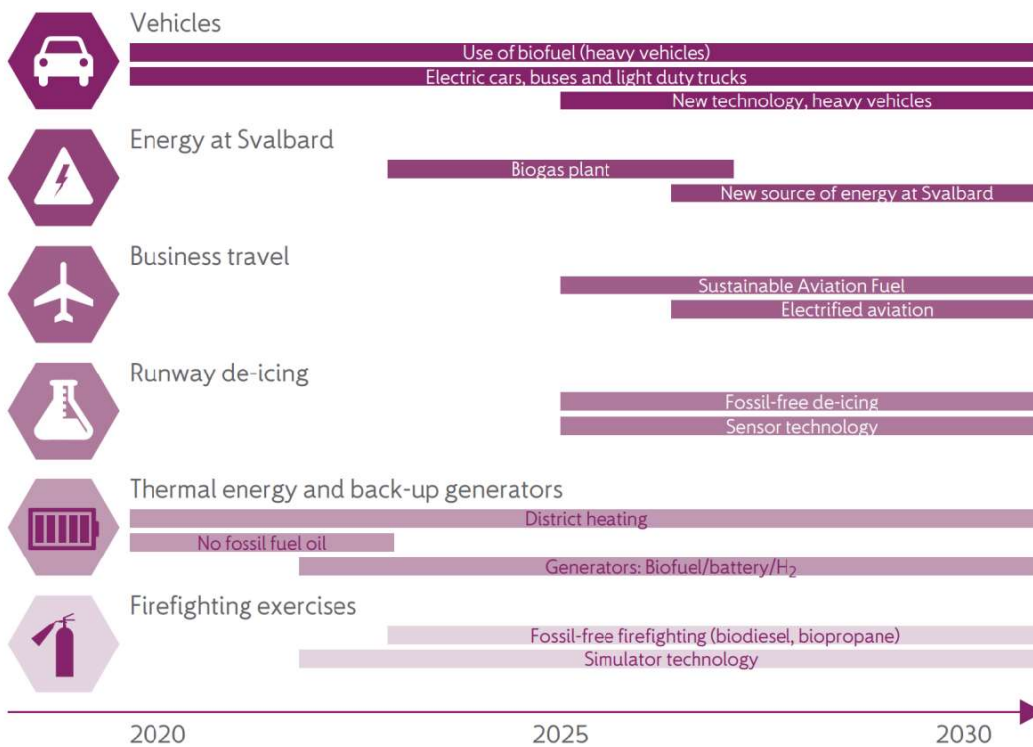 Vehicles
Use of biofuel (heavy vehicles)
Electric cars, buses and light duty trucks
New technology, heavy vehicles
Energy at Svalbard
Biogas plant
New source of energy at Svalbard
Business travel
Sustainable Aviation Fuel
Electrified aviation
Runway de-icing
Fossil-free de-icing
Sensor technology
Thermal energy and back-up generators
District heating
No fossil fuel oil
Generators: Biofuel/battery/H₂
Firefighting exercises
Fossil-free firefighting (biodiesel, biopropane)
Simulator technology
2020 2025 2030